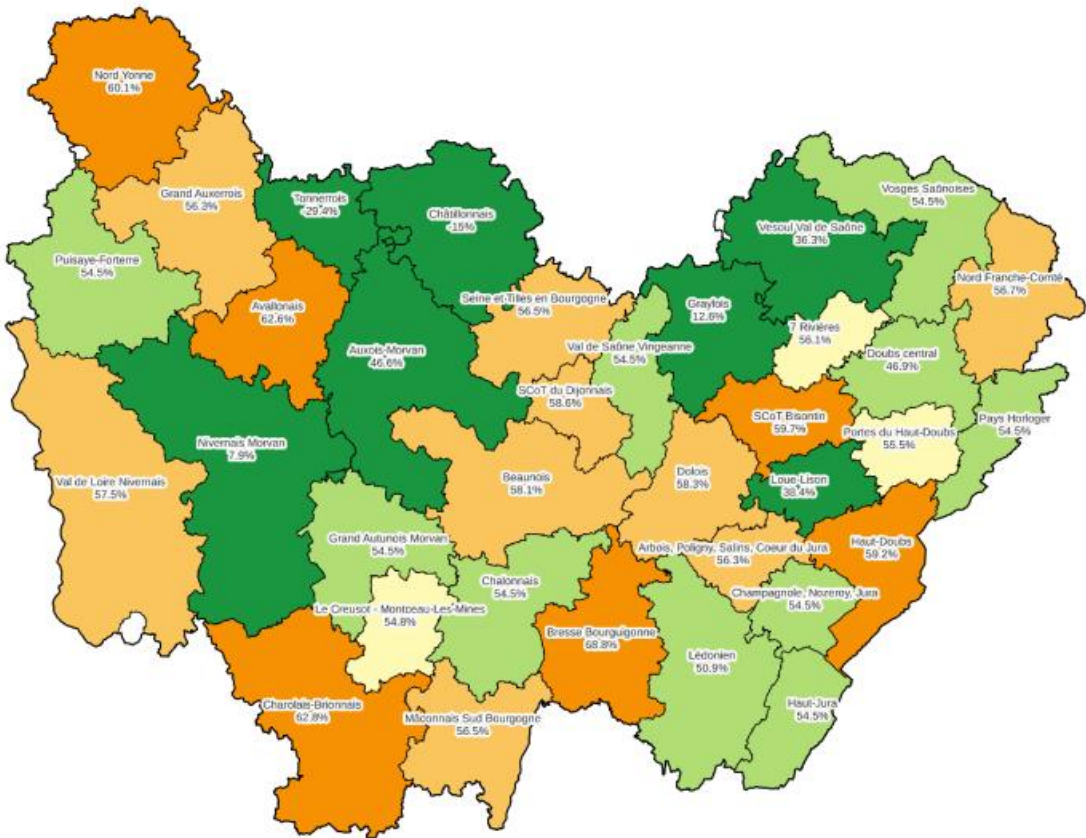 Nord Yonne
60.1%
Grand Auxerrois
56.3%
Tonnerrois
-29.4%
Châtillonnais
-15%
Vosges Saônoises
54.5%
Vesoul Val de Saône
36.3%
Puisaye-Forterre
54.5%
Nord Franche-Comté
56.7%
Avallonais
62.6%
Seine et Tilles en Bourgogne
56.5%
Graylois
12.6%
7 Rivières
56.1%
Auxois-Morvan
46.6%
Val de Saône Vingeanne
54.5%
Doubs central
46.9%
SCoT du Dijonnais
58.6%
Pays Horloger
54.5%
SCoT Bisontin
59.7%
Portes du Haut-Doubs
55.5%
Nivernais Morvan
7.9%
Val de Loire Nivernais
57.5%
Beaunois
58.1%
Dolois
58.3%
Loue-Lison
38.4%
Grand Autunois Morvan
54.5%
Haut-Doubs
59.2%
Arbois, Poligny, Salins, Coeur du Jura
56.3%
Chalonnais
54.5%
Champagnole, Nozeroy, Jura
54.5%
Le Creusot - Montceau-Les-Mines
54.8%
Bresse Bourguigonne
68.8%
Lédonien
50.9%
Charolais-Brionnais
62.8%
Haut-Jura
54.5%
Mâconnais Sud Bourgogne
56.5%